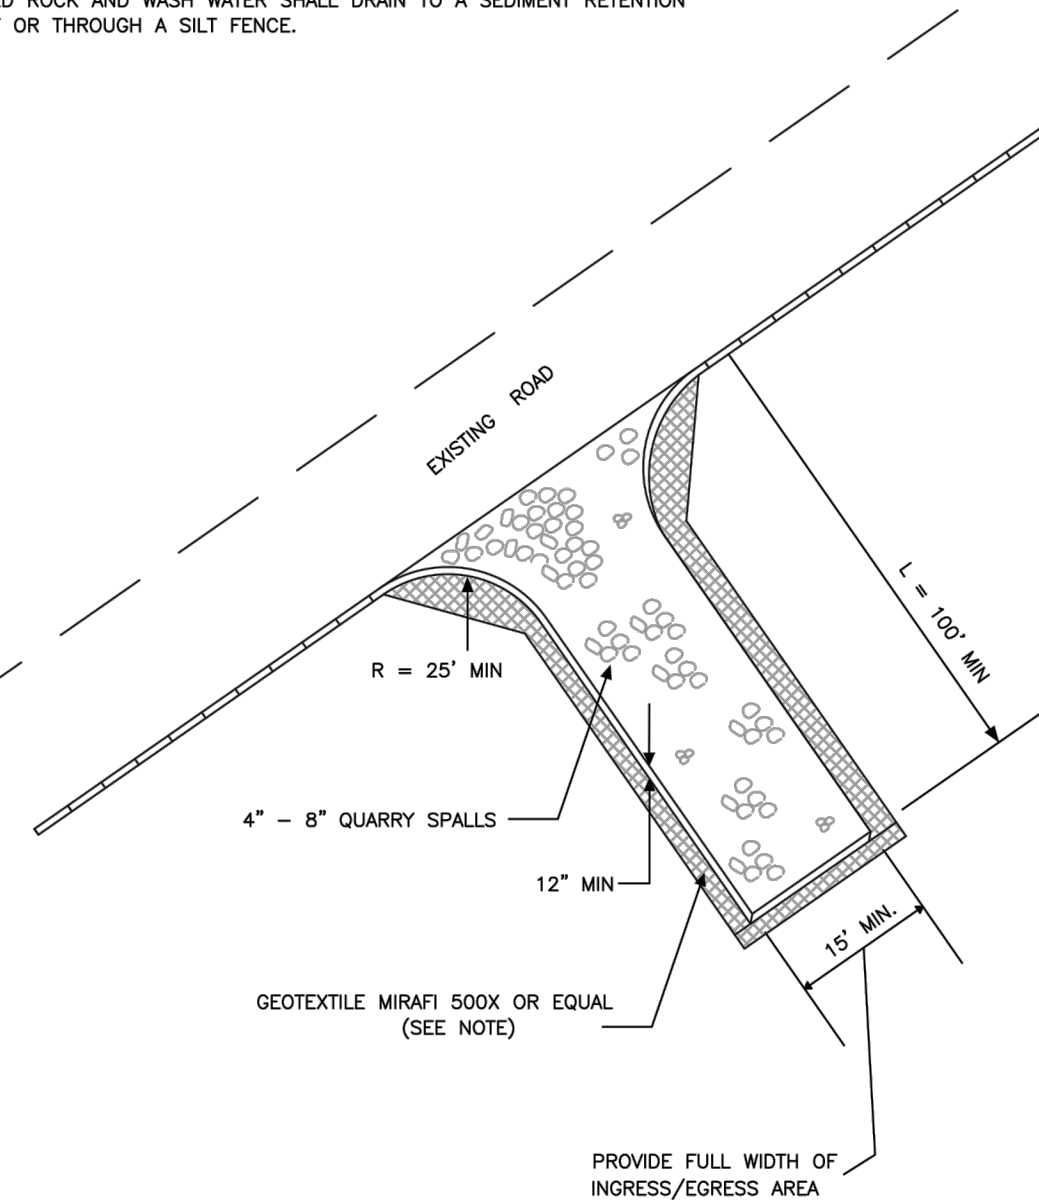 ROCK AND WASH WATER SHALL DRAIN TO A SEDIMENT RETENTION
OR THROUGH A SILT FENCE.
EXISTING ROAD
L = 100' MIN
R = 25' MIN
4" – 8" QUARRY SPALLS
12" MIN
15' MIN.
GEOTEXTILE MIRAFI 500X OR EQUAL
(SEE NOTE)
PROVIDE FULL WIDTH OF
INGRESS/EGRESS AREA